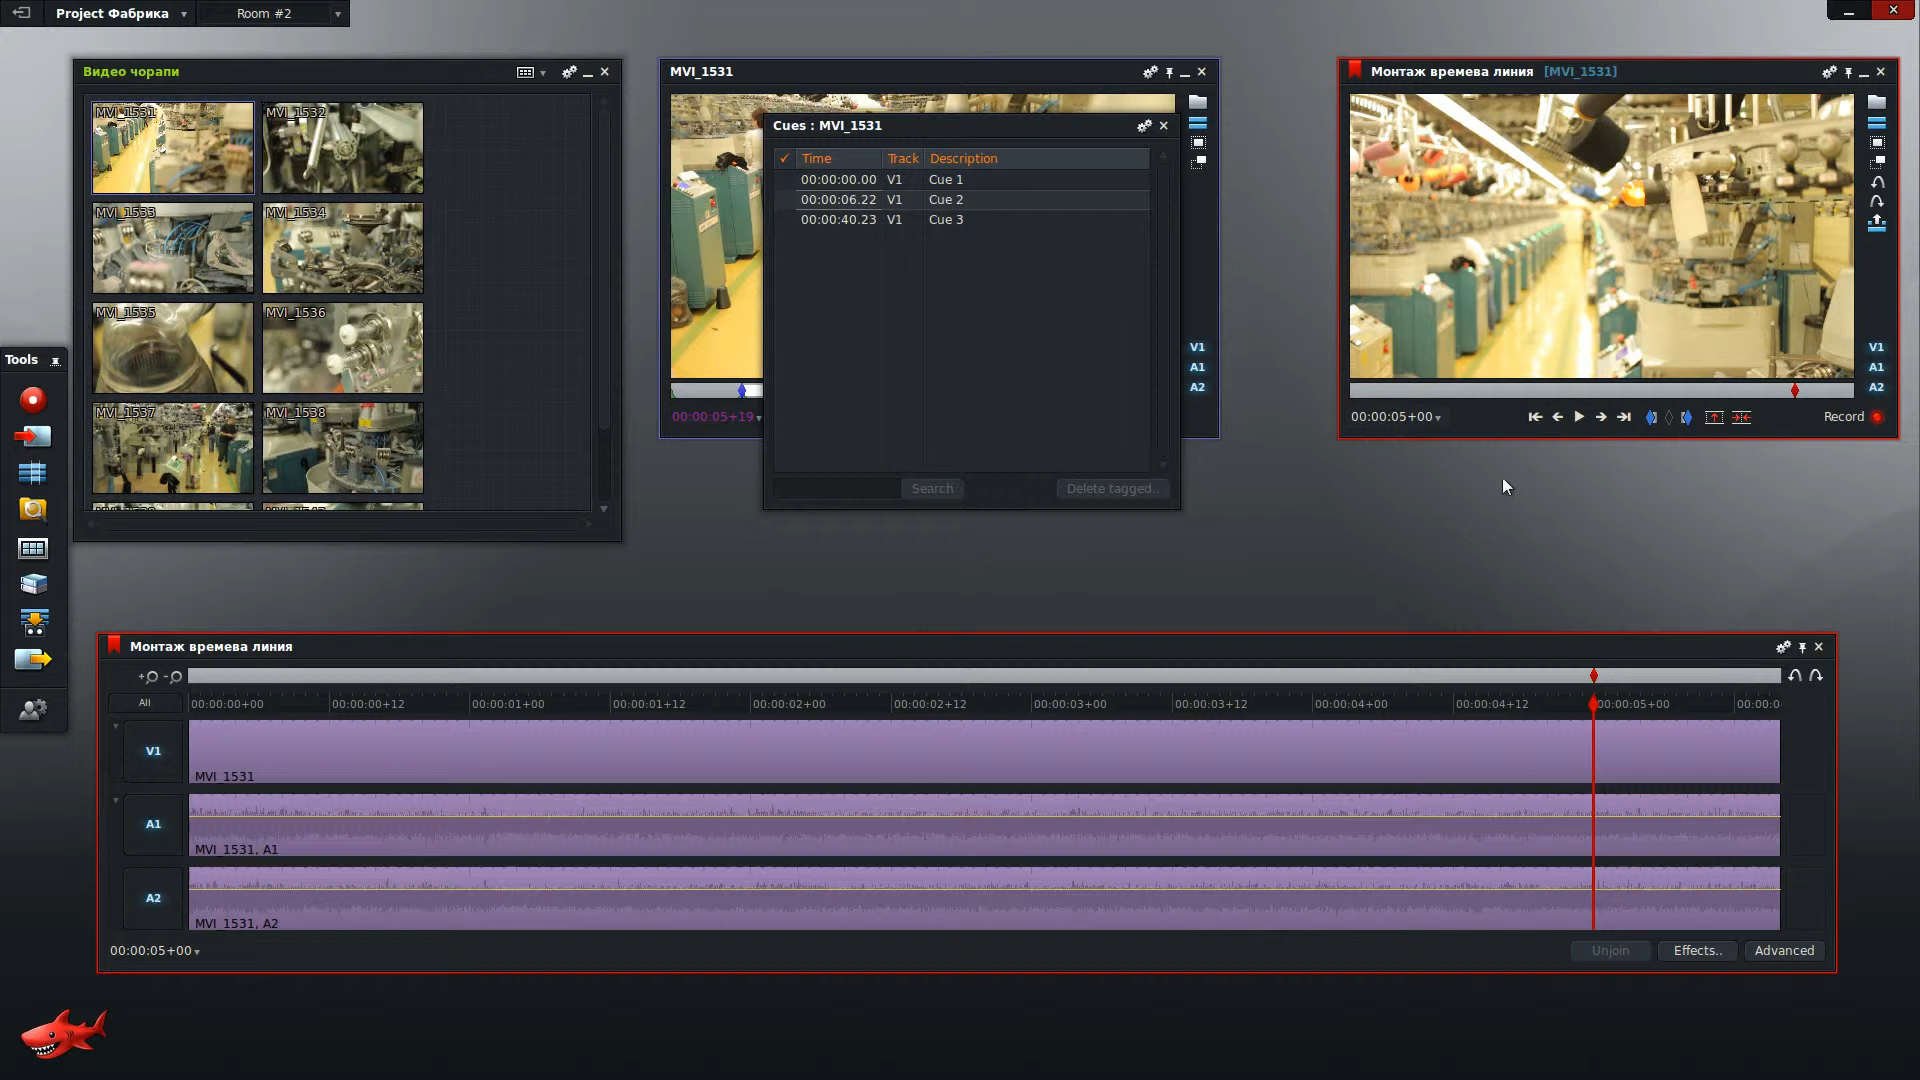 Project Фабрика
Room #2
Видео чорапи
MVI_1531
MVI_1532
MVI_1533
MVI_1534
MVI_1535
MVI_1536
MVI_1537
MVI_1538
Tools
MVI_1531
00:00:05+19
V1
A1
A2
Cues : MVI_1531
✓ Time Track Description
00:00:00.00 V1 Cue 1
00:00:06.22 V1 Cue 2
00:00:40.23 V1 Cue 3
Search
Delete tagged..
Монтаж времева линия [MVI_1531]
V1
A1
A2
00:00:05+00
Record
Монтаж времева линия
All
00:00:00+00 00:00:00+12 00:00:01+00 00:00:01+12 00:00:02+00 00:00:02+12 00:00:03+00 00:00:03+12 00:00:04+00 00:00:04+12 00:00:05+00 00:00:0
V1
MVI_1531
A1
MVI_1531, A1
A2
MVI_1531, A2
00:00:05+00
Unjoin
Effects..
Advanced